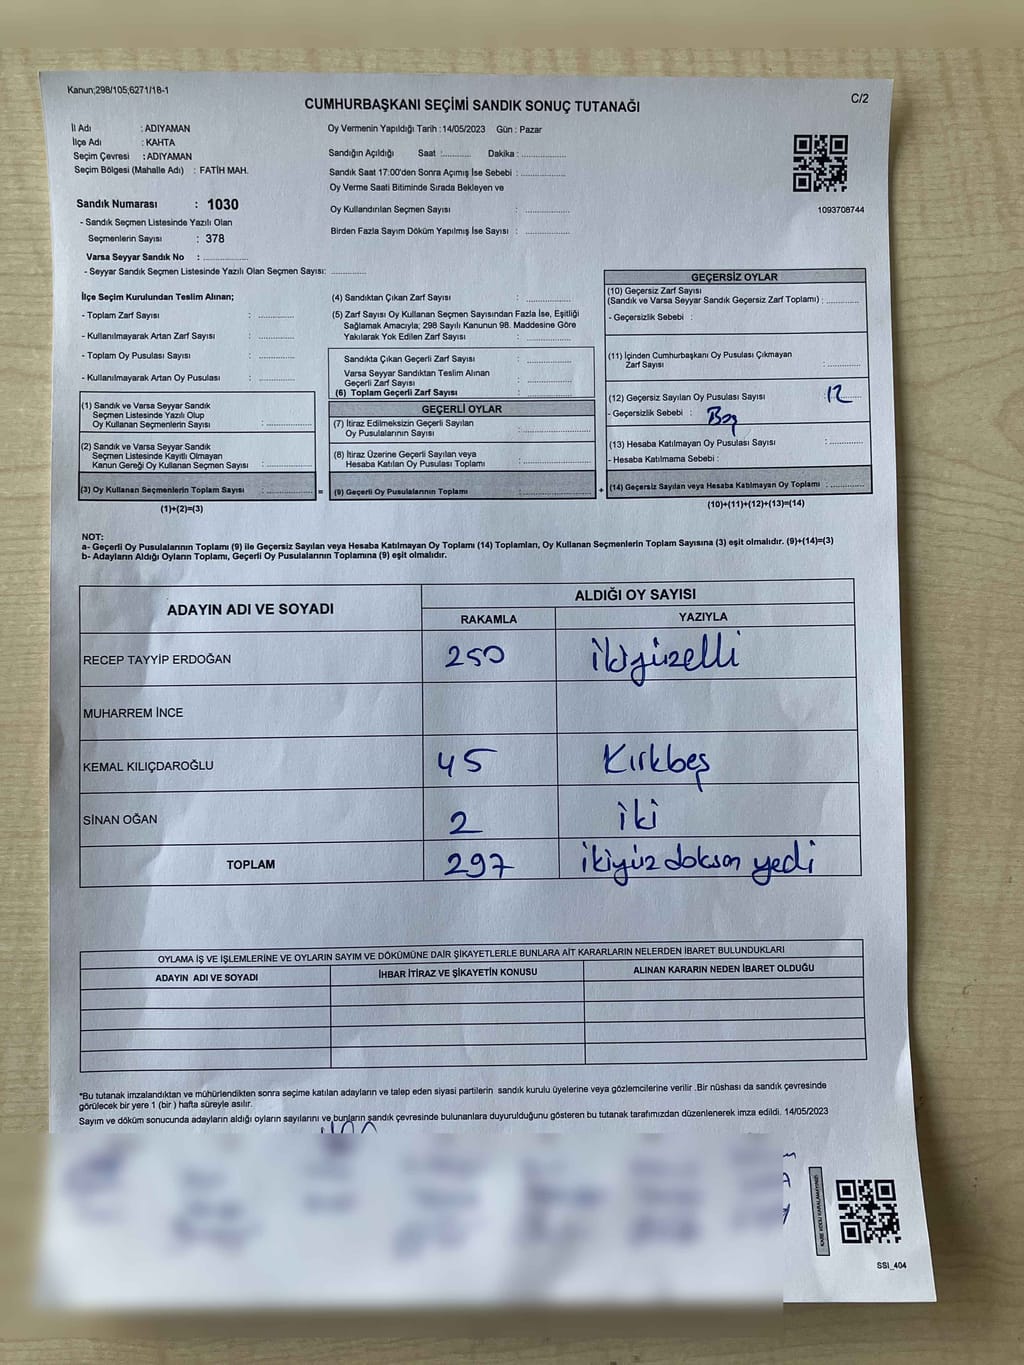 Kanun;298/105;6271/18-1
C/2
CUMHURBAŞKANI SEÇİMİ SANDIK SONUÇ TUTANAĞI
İl Adı : ADIYAMAN
İlçe Adı : KAHTA
Seçim Çevresi : ADIYAMAN
Seçim Bölgesi (Mahalle Adı) : FATİH MAH.
Sandık Numarası : 1030
- Sandık Seçmen Listesinde Yazılı Olan
Seçmenlerin Sayısı : 378
Varsa Seyyar Sandık No : ............
- Seyyar Sandık Seçmen Listesinde Yazılı Olan Seçmen Sayısı: ............
Oy Vermenin Yapıldığı Tarih : 14/05/2023 Gün : Pazar
Sandığın Açıldığı Saat :.......... Dakika : ..............
Sandık Saat 17:00'den Sonra Açımış İse Sebebi : ..............
Oy Verme Saati Bitiminde Sırada Bekleyen ve
Oy Kullandırılan Seçmen Sayısı : ..............
Birden Fazla Sayım Döküm Yapılmış İse Sayısı : ..............
1093708744
İlçe Seçim Kurulundan Teslim Alınan;
- Toplam Zarf Sayısı : ............
- Kullanılmayarak Artan Zarf Sayısı : ............
- Toplam Oy Pusulası Sayısı : ............
- Kullanılmayarak Artan Oy Pusulası : ............
(1) Sandık ve Varsa Seyyar Sandık
Seçmen Listesinde Yazılı Olup
Oy Kullanan Seçmenlerin Sayısı : ..............
(2) Sandık ve Varsa Seyyar Sandık
Seçmen Listesinde Kayıtlı Olmayan
Kanun Gereği Oy Kullanan Seçmen Sayısı : ..............
(3) Oy Kullanan Seçmenlerin Toplam Sayısı : ..............
(1)+(2)=(3)
(4) Sandıktan Çıkan Zarf Sayısı : ..............
(5) Zarf Sayısı Oy Kullanan Seçmen Sayısından Fazla İse, Eşitliği
Sağlamak Amacıyla; 298 Sayılı Kanunun 98. Maddesine Göre
Yakılarak Yok Edilen Zarf Sayısı : ..............
Sandıkta Çıkan Geçerli Zarf Sayısı : ..............
Varsa Seyyar Sandıktan Teslim Alınan
Geçerli Zarf Sayısı : ..............
(6) Toplam Geçerli Zarf Sayısı : ..............
GEÇERLİ OYLAR
(7) İtiraz Edilmeksizin Geçerli Sayılan
Oy Pusulalarının Sayısı : ..............
(8) İtiraz Üzerine Geçerli Sayılan veya
Hesaba Katılan Oy Pusulası Toplamı : ..............
= (9) Geçerli Oy Pusulalarının Toplamı : .............. +
GEÇERSİZ OYLAR
(10) Geçersiz Zarf Sayısı
(Sandık ve Varsa Seyyar Sandık Geçersiz Zarf Toplamı) : ............
- Geçersizlik Sebebi :
(11) İçinden Cumhurbaşkanı Oy Pusulası Çıkmayan
Zarf Sayısı : ............
(12) Geçersiz Sayılan Oy Pusulası Sayısı : 12
- Geçersizlik Sebebi : Boş
(13) Hesaba Katılmayan Oy Pusulası Sayısı : ............
- Hesaba Katılmama Sebebi :
(14) Geçersiz Sayılan veya Hesaba Katılmayan Oy Toplamı : ............
(10)+(11)+(12)+(13)=(14)
NOT:
a- Geçerli Oy Pusulalarının Toplamı (9) ile Geçersiz Sayılan veya Hesaba Katılmayan Oy Toplamı (14) Toplamları, Oy Kullanan Seçmenlerin Toplam Sayısına (3) eşit olmalıdır. (9)+(14)=(3)
b- Adayların Aldığı Oyların Toplamı, Geçerli Oy Pusulalarının Toplamına (9) eşit olmalıdır.
ADAYIN ADI VE SOYADI
ALDIĞI OY SAYISI
RAKAMLA YAZIYLA
RECEP TAYYİP ERDOĞAN 250 ikiyüzelli
MUHARREM İNCE
KEMAL KILIÇDAROĞLU 45 Kırkbeş
SİNAN OĞAN 2 iki
TOPLAM 297 ikiyüz doksan yedi
OYLAMA İŞ VE İŞLEMLERİNE VE OYLARIN SAYIM VE DÖKÜMÜNE DAİR ŞİKAYETLERLE BUNLARA AİT KARARLARIN NELERDEN İBARET BULUNDUKLARI
ADAYIN ADI VE SOYADI İHBAR İTİRAZ VE ŞİKAYETİN KONUSU ALINAN KARARIN NEDEN İBARET OLDUĞU
*Bu tutanak imzalandıktan ve mühürlendikten sonra seçime katılan adayların ve talep eden siyasi partilerin sandık kurulu üyelerine veya gözlemcilerine verilir .Bir nüshası da sandık çevresinde
görülecek bir yere 1 (bir ) hafta süreyle asılır.
Sayım ve döküm sonucunda adayların aldığı oyların sayılarını ve bunların sandık çevresinde bulunanlara duyurulduğunu gösteren bu tutanak tarafımızdan düzenlenerek imza edildi. 14/05/2023
KARE KODU KARALAMAYINIZ!
SSI_404